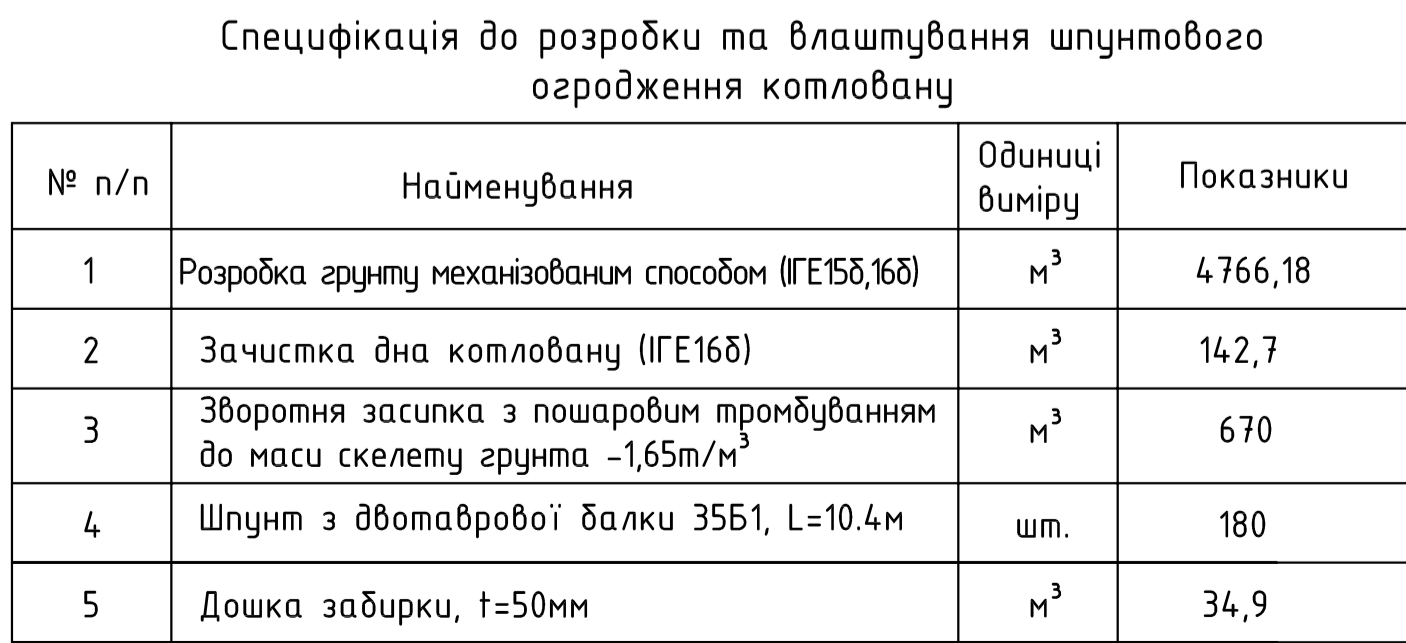 Специфікація до розробки та влаштування шпунтового
огродження котловану
№ п/п Найменування Одиниці виміру Показники
1 Розробка грунту механізованим способом (ІГЕ15б,16б) м³ 4766,18
2 Зачистка дна котловану (ІГЕ16б) м³ 142,7
3 Зворотня засипка з пошаровим тромбуванням
до маси скелету грунта -1,65т/м³ м³ 670
4 Шпунт з двотаврової балки 35Б1, L=10.4м шт. 180
5 Дошка забирки, t=50мм м³ 34,9